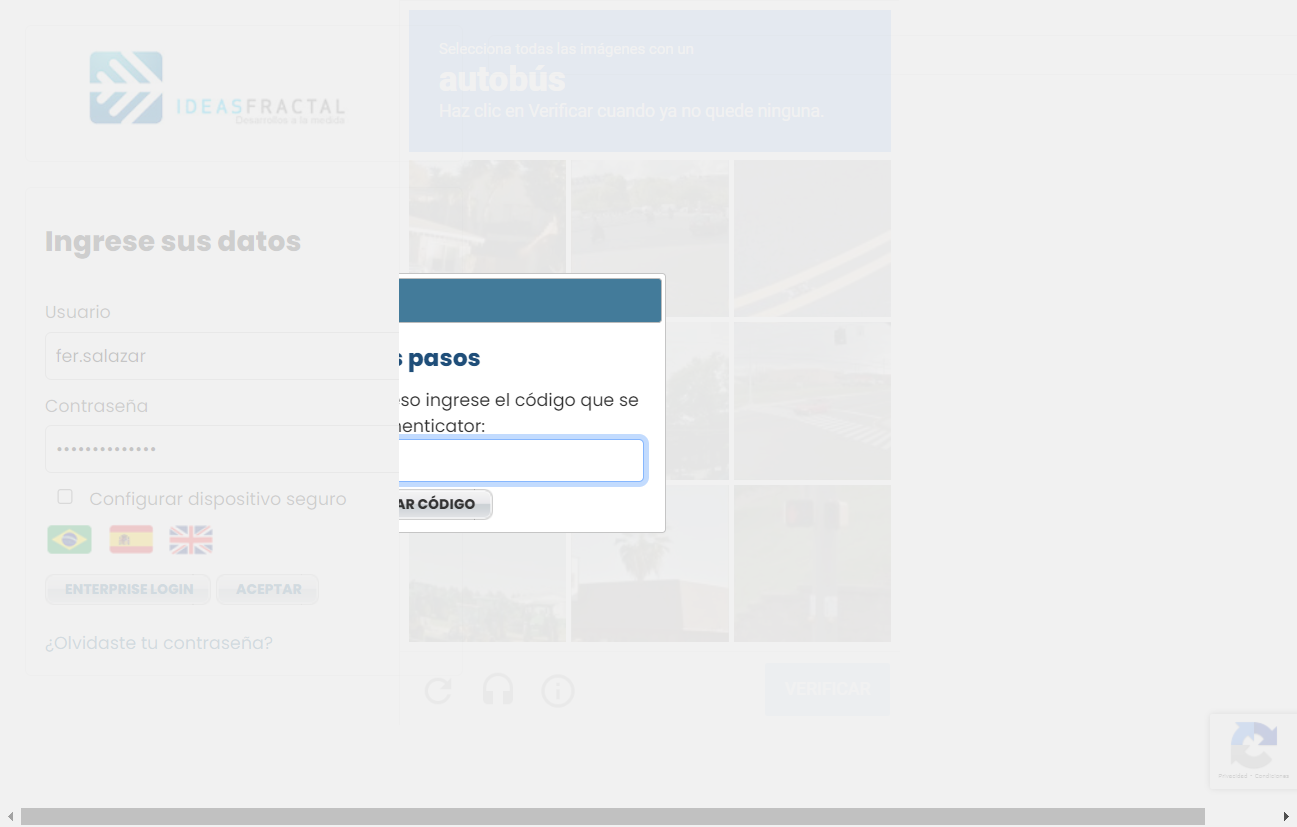 IDEASFRACTAL
Desarrollos a la medida
Ingrese sus datos
Usuario
fer.salazar
Contraseña
••••••••••••••
Configurar dispositivo seguro
ENTERPRISE LOGIN
ACEPTAR
¿Olvidaste tu contraseña?
Selecciona todas las imágenes con un
autobús
Haz clic en Verificar cuando ya no quede ninguna.
s pasos
so ingrese el código que se
enticator:
AR CÓDIGO
VERIFICAR
Privacidad - Condiciones